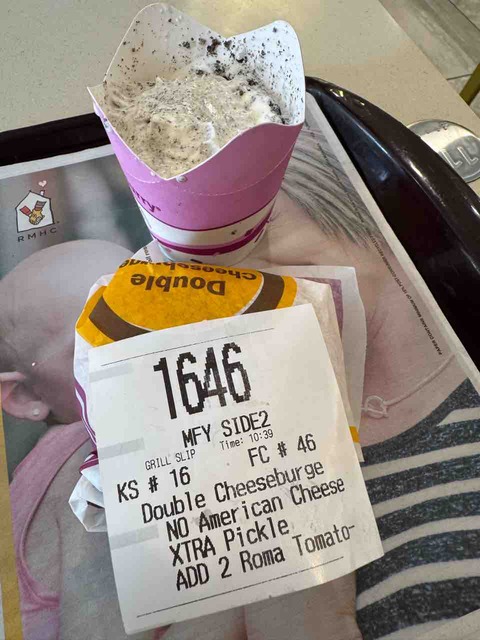 RMHC
Double
Cheeseburger
1646
MFY SIDE2
GRILL SLIP Time: 10:39
KS # 16 FC # 46
Double Cheeseburge
NO American Cheese
XTRA Pickle
ADD 2 Roma Tomato-